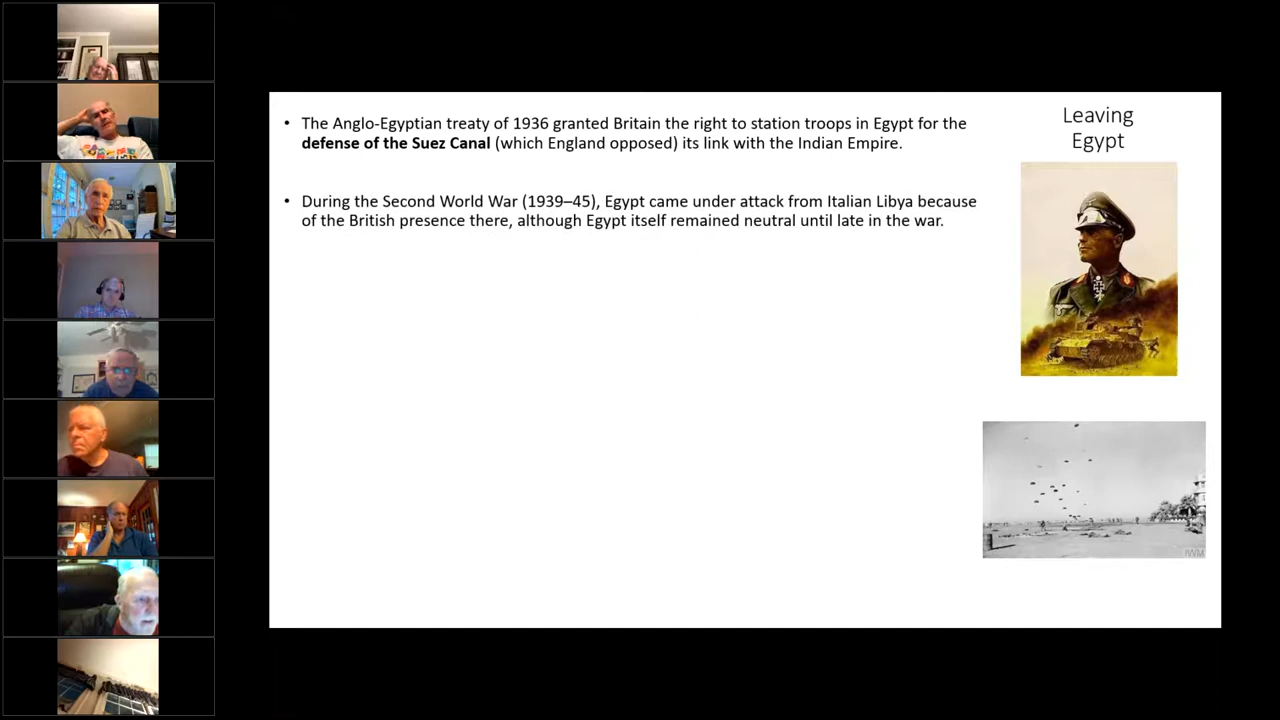 Leaving
Egypt
• The Anglo-Egyptian treaty of 1936 granted Britain the right to station troops in Egypt for the
defense of the Suez Canal (which England opposed) its link with the Indian Empire.
• During the Second World War (1939–45), Egypt came under attack from Italian Libya because
of the British presence there, although Egypt itself remained neutral until late in the war.
IWM